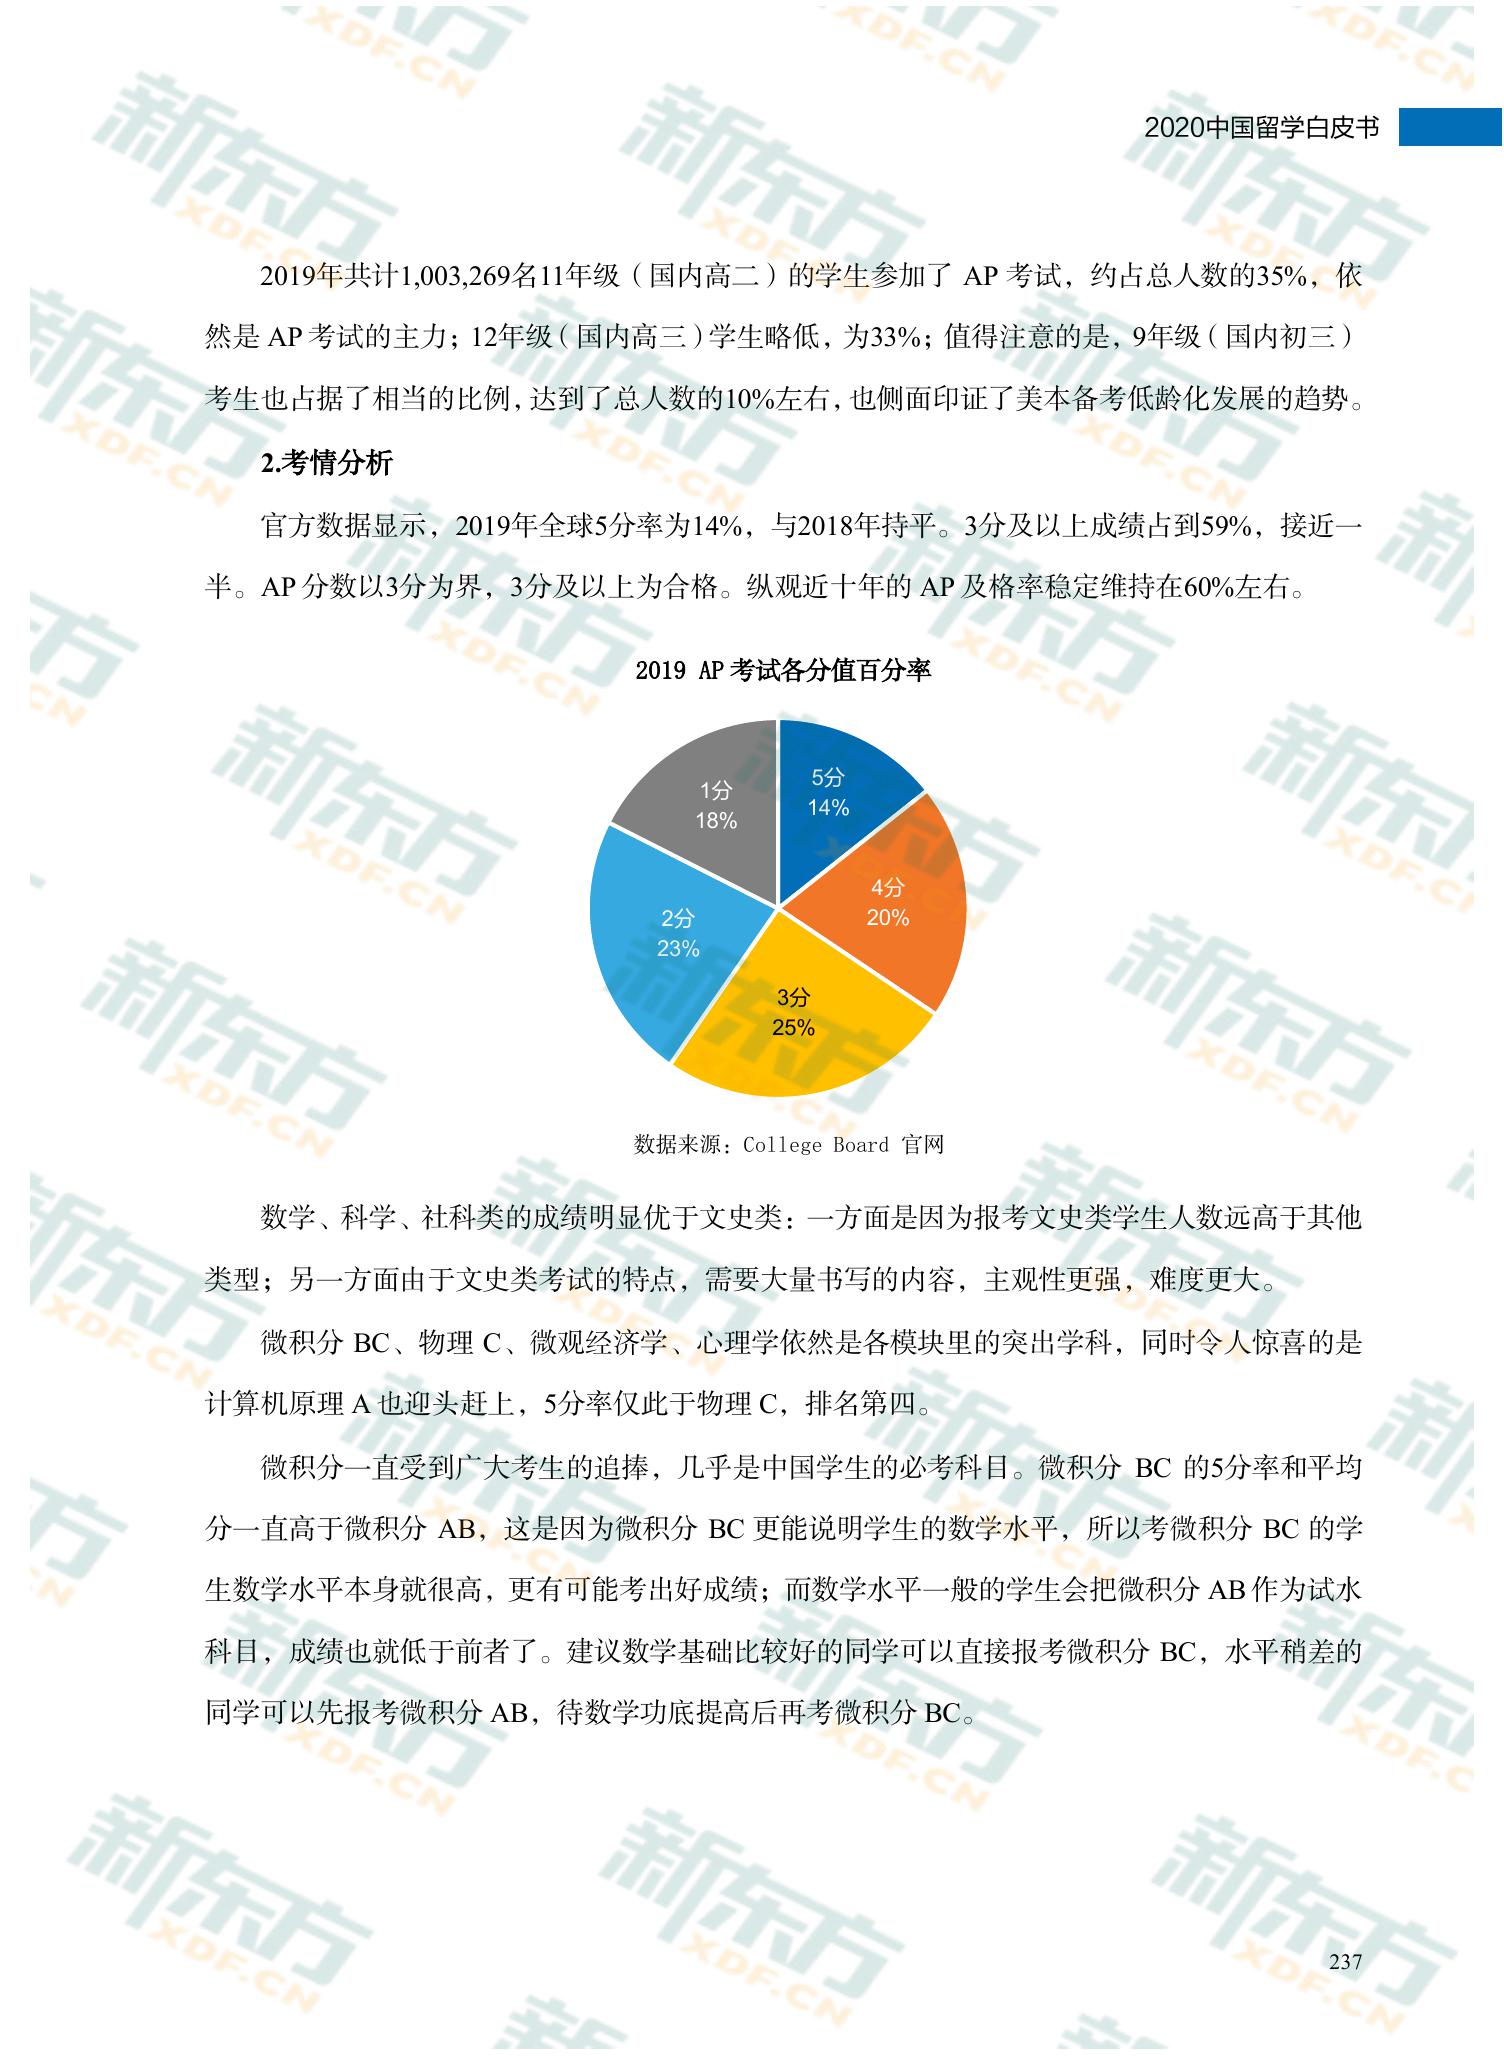 2020中国留学白皮书
2019年共计1,003,269名11年级（国内高二）的学生参加了 AP 考试，约占总人数的35%，依
然是 AP 考试的主力；12年级（国内高三）学生略低，为33%；值得注意的是，9年级（国内初三）
考生也占据了相当的比例，达到了总人数的10%左右，也侧面印证了美本备考低龄化发展的趋势。
2.考情分析
官方数据显示，2019年全球5分率为14%，与2018年持平。3分及以上成绩占到59%，接近一
半。AP 分数以3分为界，3分及以上为合格。纵观近十年的 AP 及格率稳定维持在60%左右。
2019 AP 考试各分值百分率
5分
14%
4分
20%
3分
25%
2分
23%
1分
18%
数据来源：College Board 官网
数学、科学、社科类的成绩明显优于文史类：一方面是因为报考文史类学生人数远高于其他
类型；另一方面由于文史类考试的特点，需要大量书写的内容，主观性更强，难度更大。
微积分 BC、物理 C、微观经济学、心理学依然是各模块里的突出学科，同时令人惊喜的是
计算机原理 A 也迎头赶上，5分率仅此于物理 C，排名第四。
微积分一直受到广大考生的追捧，几乎是中国学生的必考科目。微积分 BC 的5分率和平均
分一直高于微积分 AB，这是因为微积分 BC 更能说明学生的数学水平，所以考微积分 BC 的学
生数学水平本身就很高，更有可能考出好成绩；而数学水平一般的学生会把微积分 AB 作为试水
科目，成绩也就低于前者了。建议数学基础比较好的同学可以直接报考微积分 BC，水平稍差的
同学可以先报考微积分 AB，待数学功底提高后再考微积分 BC。
237
新东方
XDF.CN